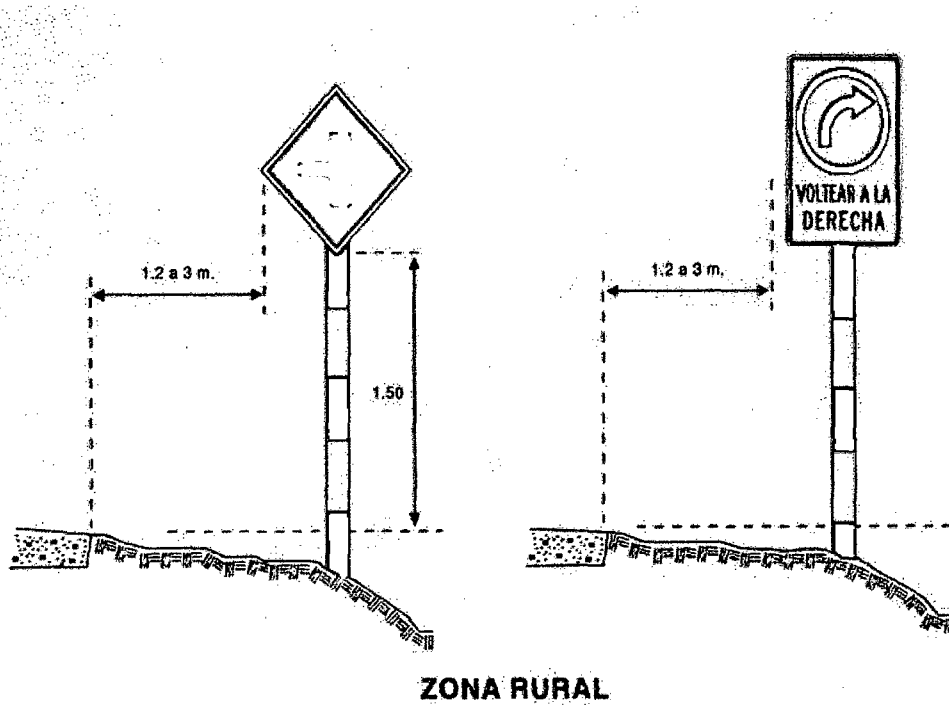 VOLTEAR A LA
DERECHA
1.2 a 3 m.
1.2 a 3 m.
1.50
ZONA RURAL